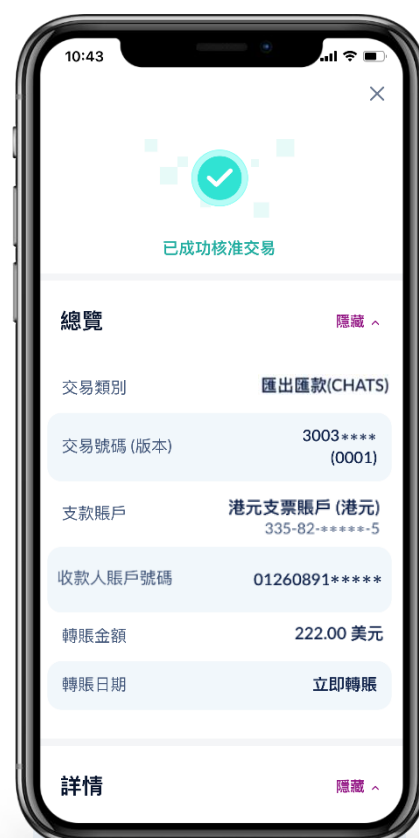 10:43
已成功核准交易
總覽 隱藏
交易類別 匯出匯款(CHATS)
交易號碼 (版本) 3003****
(0001)
支款賬戶 港元支票賬戶 (港元)
335-82-*****-5
收款人賬戶號碼 01260891*****
轉賬金額 222.00 美元
轉賬日期 立即轉賬
詳情 隱藏